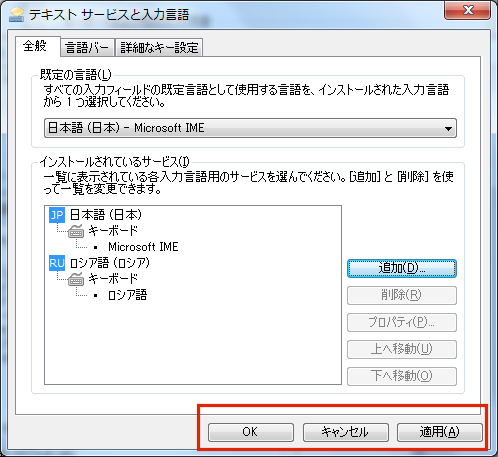 テキスト サービスと入力言語
全般
言語バー
詳細なキー設定
既定の言語(L)
すべての入力フィールドの既定言語として使用する言語を、インストールされた入力言語
から 1 つ選択してください。
日本語 (日本) - Microsoft IME
インストールされているサービス(I)
一覧に表示されている各入力言語用のサービスを選んでください。[追加] と [削除] を使
って一覧を変更できます。
JP 日本語 (日本)
キーボード
• Microsoft IME
RU ロシア語 (ロシア)
キーボード
• ロシア語
追加(D)...
削除(R)
プロパティ(P)...
上へ移動(U)
下へ移動(O)
OK
キャンセル
適用(A)